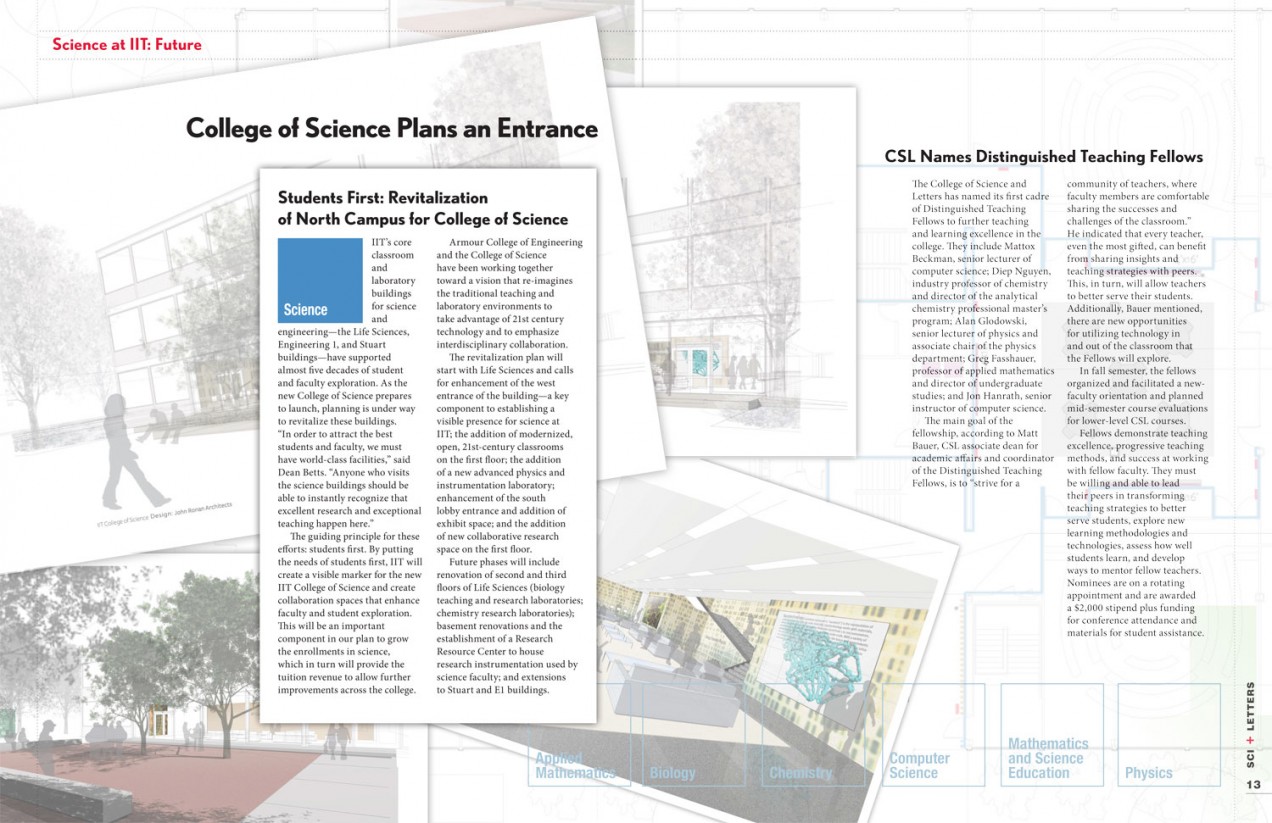 Science at IIT: Future
College of Science Plans an Entrance
Students First: Revitalization
of North Campus for College of Science
Science
IIT's core
classroom
and
laboratory
buildings
for science
and
engineering—the Life Sciences,
Engineering 1, and Stuart
buildings—have supported
almost five decades of student
and faculty exploration. As the
new College of Science prepares
to launch, planning is under way
to revitalize these buildings.
"In order to attract the best
students and faculty, we must
have world-class facilities," said
Dean Betts. "Anyone who visits
the science buildings should be
able to instantly recognize that
excellent research and exceptional
teaching happen here."
The guiding principle for these
efforts: students first. By putting
the needs of students first, IIT will
create a visible marker for the new
IIT College of Science and create
collaboration spaces that enhance
faculty and student exploration.
This will be an important
component in our plan to grow
the enrollments in science,
which in turn will provide the
tuition revenue to allow further
improvements across the college.
Armour College of Engineering
and the College of Science
have been working together
toward a vision that re-imagines
the traditional teaching and
laboratory environments to
take advantage of 21st century
technology and to emphasize
interdisciplinary collaboration.
The revitalization plan will
start with Life Sciences and calls
for enhancement of the west
entrance of the building—a key
component to establishing a
visible presence for science at
IIT; the addition of modernized,
open, 21st-century classrooms
on the first floor; the addition
of a new advanced physics and
instrumentation laboratory;
enhancement of the south
lobby entrance and addition of
exhibit space; and the addition
of new collaborative research
space on the first floor.
Future phases will include
renovation of second and third
floors of Life Sciences (biology
teaching and research laboratories;
chemistry research laboratories);
basement renovations and the
establishment of a Research
Resource Center to house
research instrumentation used by
science faculty; and extensions
to Stuart and E1 buildings.
IIT College of Science Design: John Ronan Architects
CSL Names Distinguished Teaching Fellows
The College of Science and
Letters has named its first cadre
of Distinguished Teaching
Fellows to further teaching
and learning excellence in the
college. They include Mattox
Beckman, senior lecturer of
computer science; Diep Nguyen,
industry professor of chemistry
and director of the analytical
chemistry professional master's
program; Alan Glodowski,
senior lecturer of physics and
associate chair of the physics
department; Greg Fasshauer,
professor of applied mathematics
and director of undergraduate
studies; and Jon Hanrath, senior
instructor of computer science.
The main goal of the
fellowship, according to Matt
Bauer, CSL associate dean for
academic affairs and coordinator
of the Distinguished Teaching
Fellows, is to "strive for a
community of teachers, where
faculty members are comfortable
sharing the successes and
challenges of the classroom."
He indicated that every teacher,
even the most gifted, can benefit
from sharing insights and
teaching strategies with peers.
This, in turn, will allow teachers
to better serve their students.
Additionally, Bauer mentioned,
there are new opportunities
for utilizing technology in
and out of the classroom that
the Fellows will explore.
In fall semester, the fellows
organized and facilitated a new-
faculty orientation and planned
mid-semester course evaluations
for lower-level CSL courses.
Fellows demonstrate teaching
excellence, progressive teaching
methods, and success at working
with fellow faculty. They must
be willing and able to lead
their peers in transforming
teaching strategies to better
serve students, explore new
learning methodologies and
technologies, assess how well
students learn, and develop
ways to mentor fellow teachers.
Nominees are on a rotating
appointment and are awarded
a $2,000 stipend plus funding
for conference attendance and
materials for student assistance.
Applied
Mathematics
Biology
Chemistry
Computer
Science
Mathematics
and Science
Education
Physics
SCI + LETTERS
13